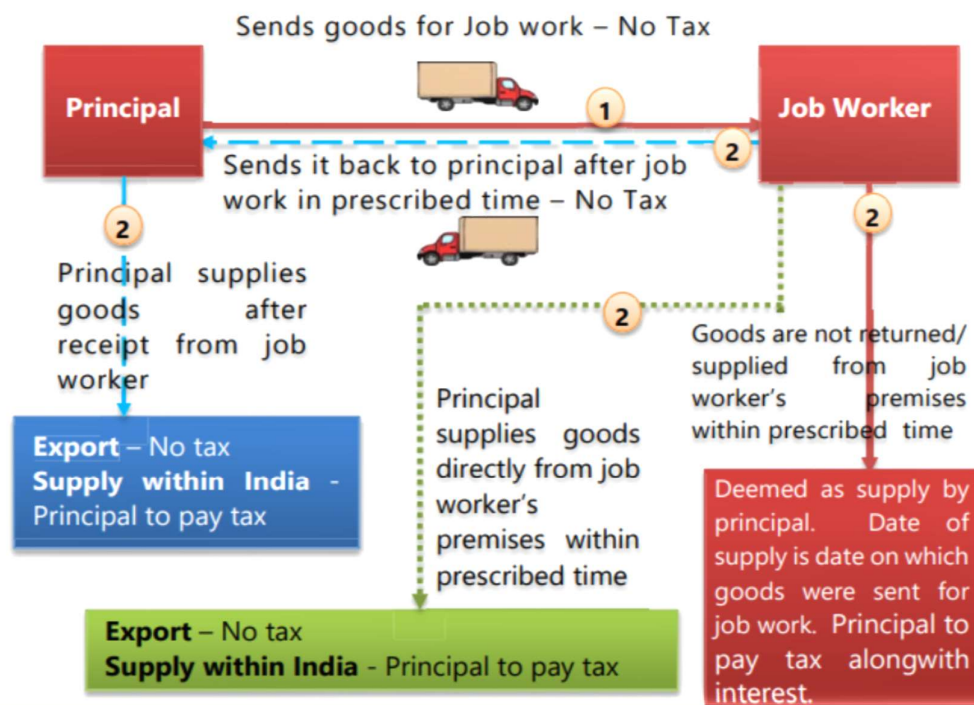 Sends goods for Job work – No Tax
Principal
1
Job Worker
2
Sends it back to principal after job
work in prescribed time – No Tax
2
2
Principal supplies
goods after
receipt from job
worker
2
Goods are not returned/
supplied from job
worker's premises
within prescribed time
Principal
supplies goods
directly from job
worker's
premises within
prescribed time
Export – No tax
Supply within India -
Principal to pay tax
Deemed as supply by
principal. Date of
supply is date on which
goods were sent for
job work. Principal to
pay tax alongwith
interest.
Export – No tax
Supply within India - Principal to pay tax